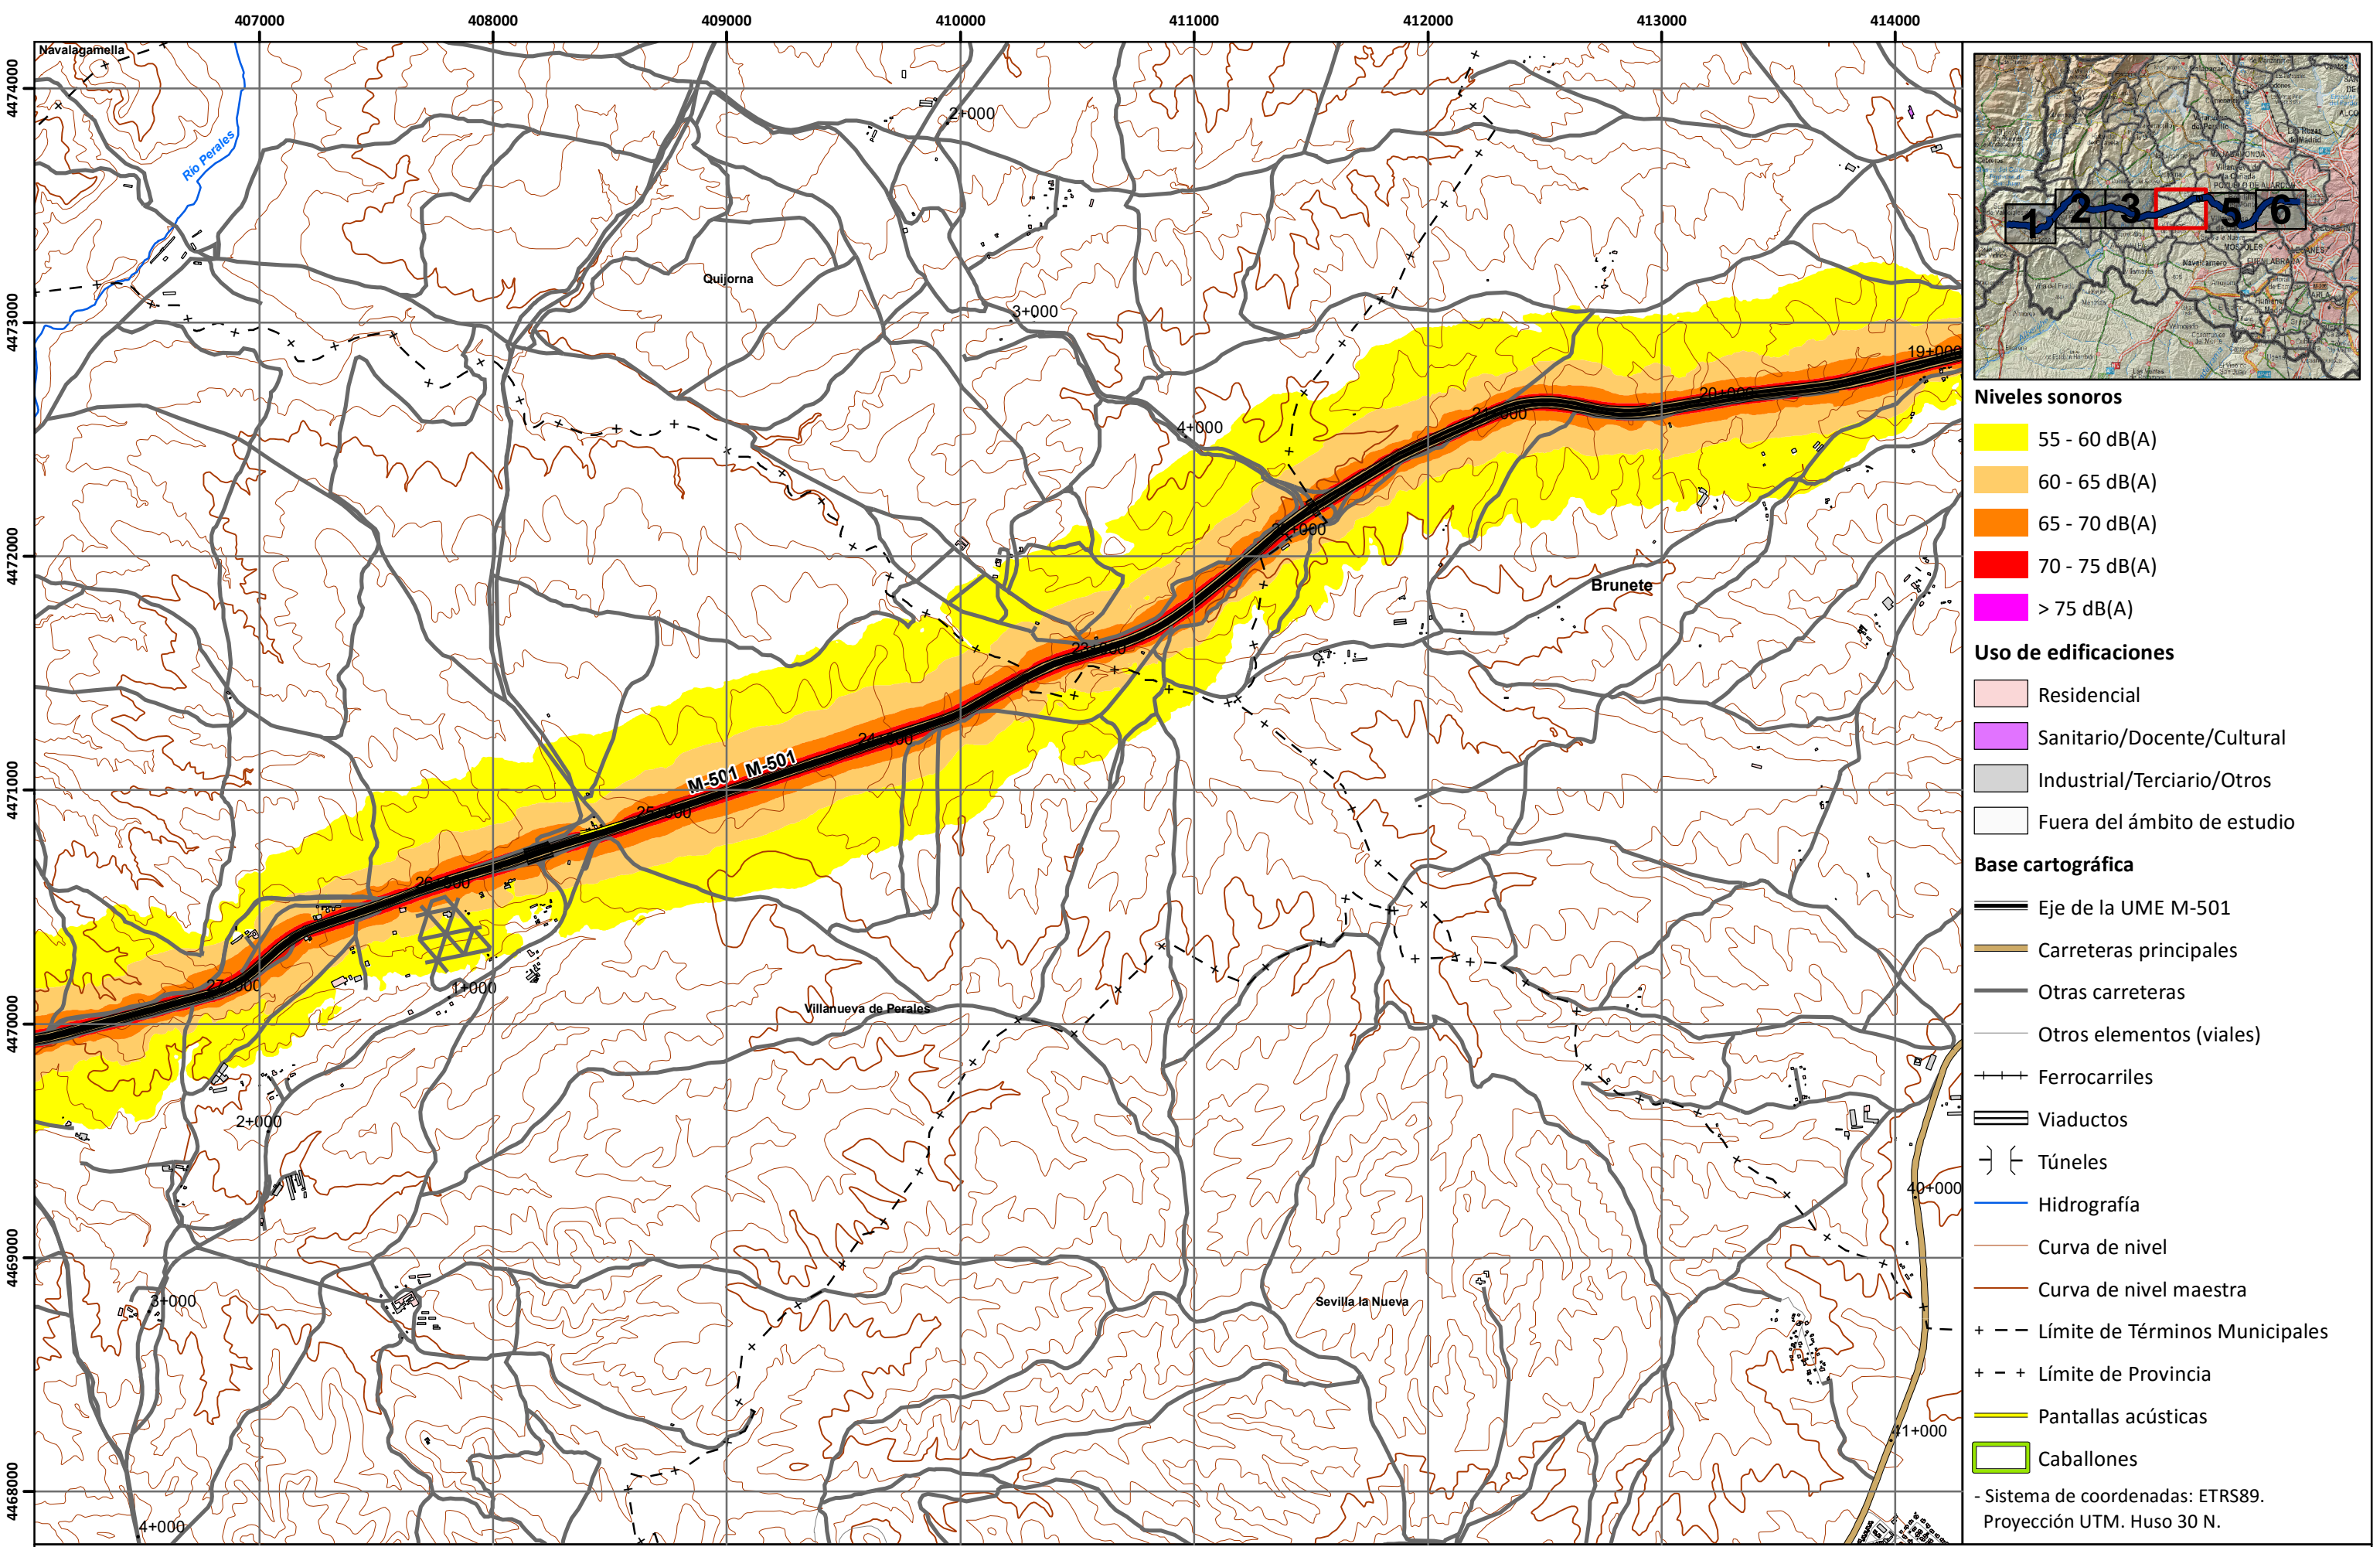 407000 408000 409000 410000 411000 412000 413000 414000
4474000
4473000
4472000
4471000
4470000
4469000
4468000
Navalagamella
Río Perales
2+000
Quijorna
3+000
19+000
20+000
21+000
4+000
22+000
Brunete
23+000
24+000
M-501 M-501
25+000
26+000
27+000
1+000
Villanueva de Perales
2+000
40+000
3+000
Sevilla la Nueva
41+000
4+000
1 2 3 5 6
Niveles sonoros
55 - 60 dB(A)
60 - 65 dB(A)
65 - 70 dB(A)
70 - 75 dB(A)
> 75 dB(A)
Uso de edificaciones
Residencial
Sanitario/Docente/Cultural
Industrial/Terciario/Otros
Fuera del ámbito de estudio
Base cartográfica
Eje de la UME M-501
Carreteras principales
Otras carreteras
Otros elementos (viales)
Ferrocarriles
Viaductos
Túneles
Hidrografía
Curva de nivel
Curva de nivel maestra
Límite de Términos Municipales
Límite de Provincia
Pantallas acústicas
Caballones
- Sistema de coordenadas: ETRS89.
Proyección UTM. Huso 30 N.